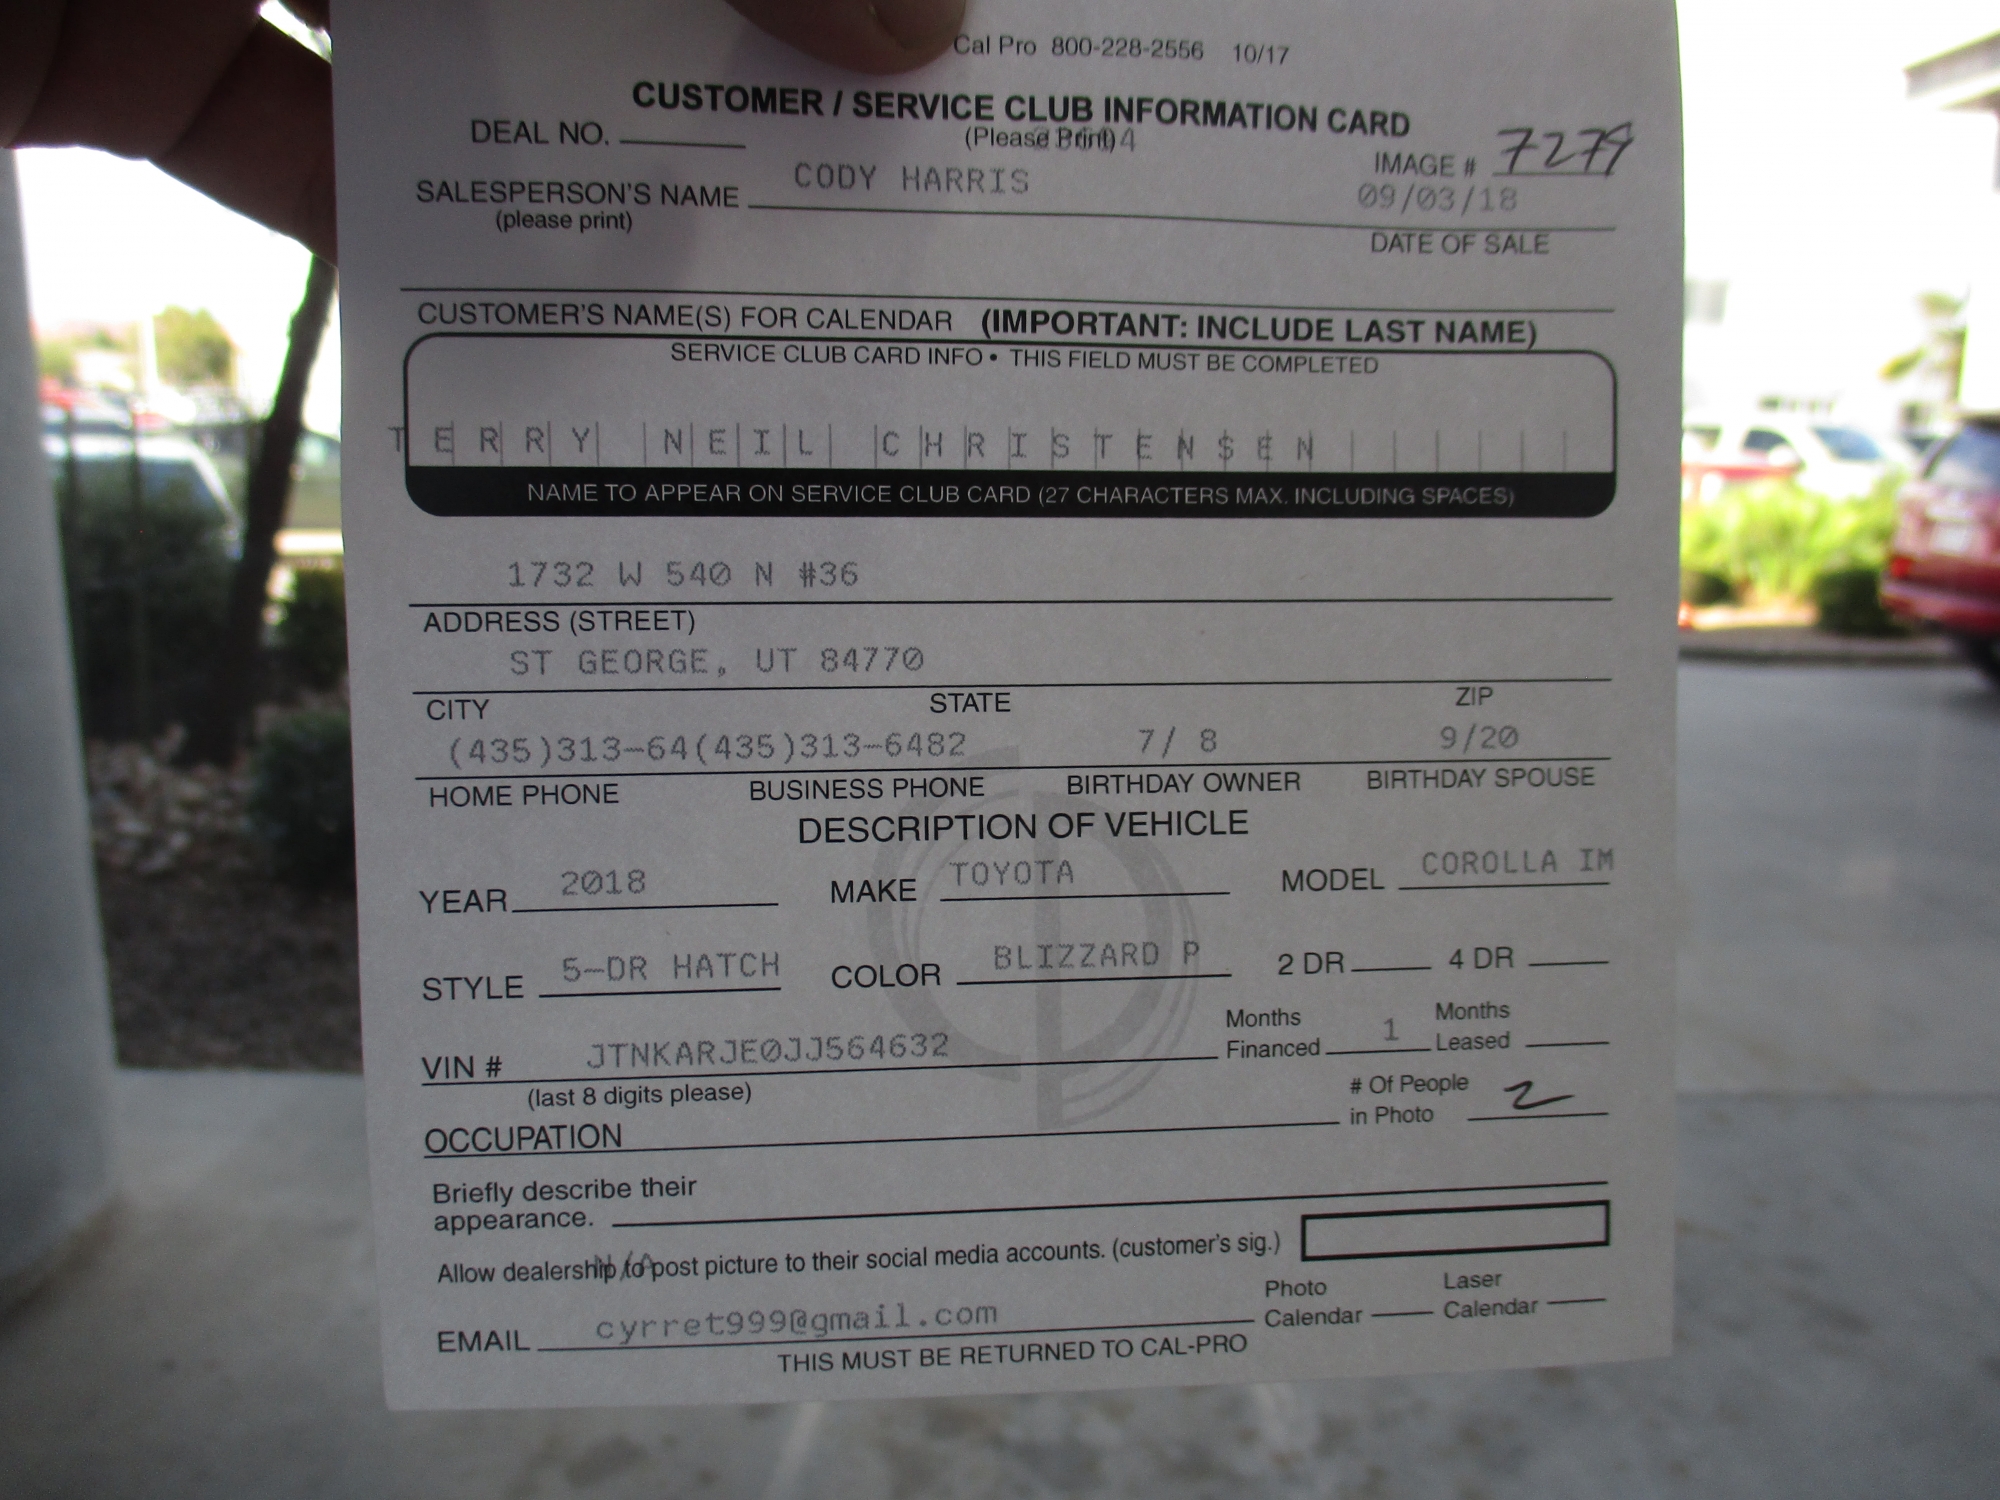 Cal Pro 800-228-2556 10/17
CUSTOMER / SERVICE CLUB INFORMATION CARD
DEAL NO. (Please Print) IMAGE # 7279
SALESPERSON'S NAME CODY HARRIS 09/03/18
(please print) DATE OF SALE
CUSTOMER'S NAME(S) FOR CALENDAR (IMPORTANT: INCLUDE LAST NAME)
SERVICE CLUB CARD INFO • THIS FIELD MUST BE COMPLETED
TERRY NEIL CHRISTENSEN
NAME TO APPEAR ON SERVICE CLUB CARD (27 CHARACTERS MAX. INCLUDING SPACES)
1732 W 540 N #36
ADDRESS (STREET)
ST GEORGE, UT 84770
CITY STATE ZIP
(435)313-64(435)313-6482 7/ 8 9/20
HOME PHONE BUSINESS PHONE BIRTHDAY OWNER BIRTHDAY SPOUSE
DESCRIPTION OF VEHICLE
YEAR 2018 MAKE TOYOTA MODEL COROLLA IM
STYLE 5-DR HATCH COLOR BLIZZARD P 2 DR 4 DR
VIN # JTNKARJE0JJ564632 Months Financed 1 Months Leased
(last 8 digits please) # Of People in Photo 2
OCCUPATION
Briefly describe their
appearance.
N/A
Allow dealership to post picture to their social media accounts. (customer's sig.)
EMAIL cyrret999@gmail.com Photo Calendar Laser Calendar
THIS MUST BE RETURNED TO CAL-PRO